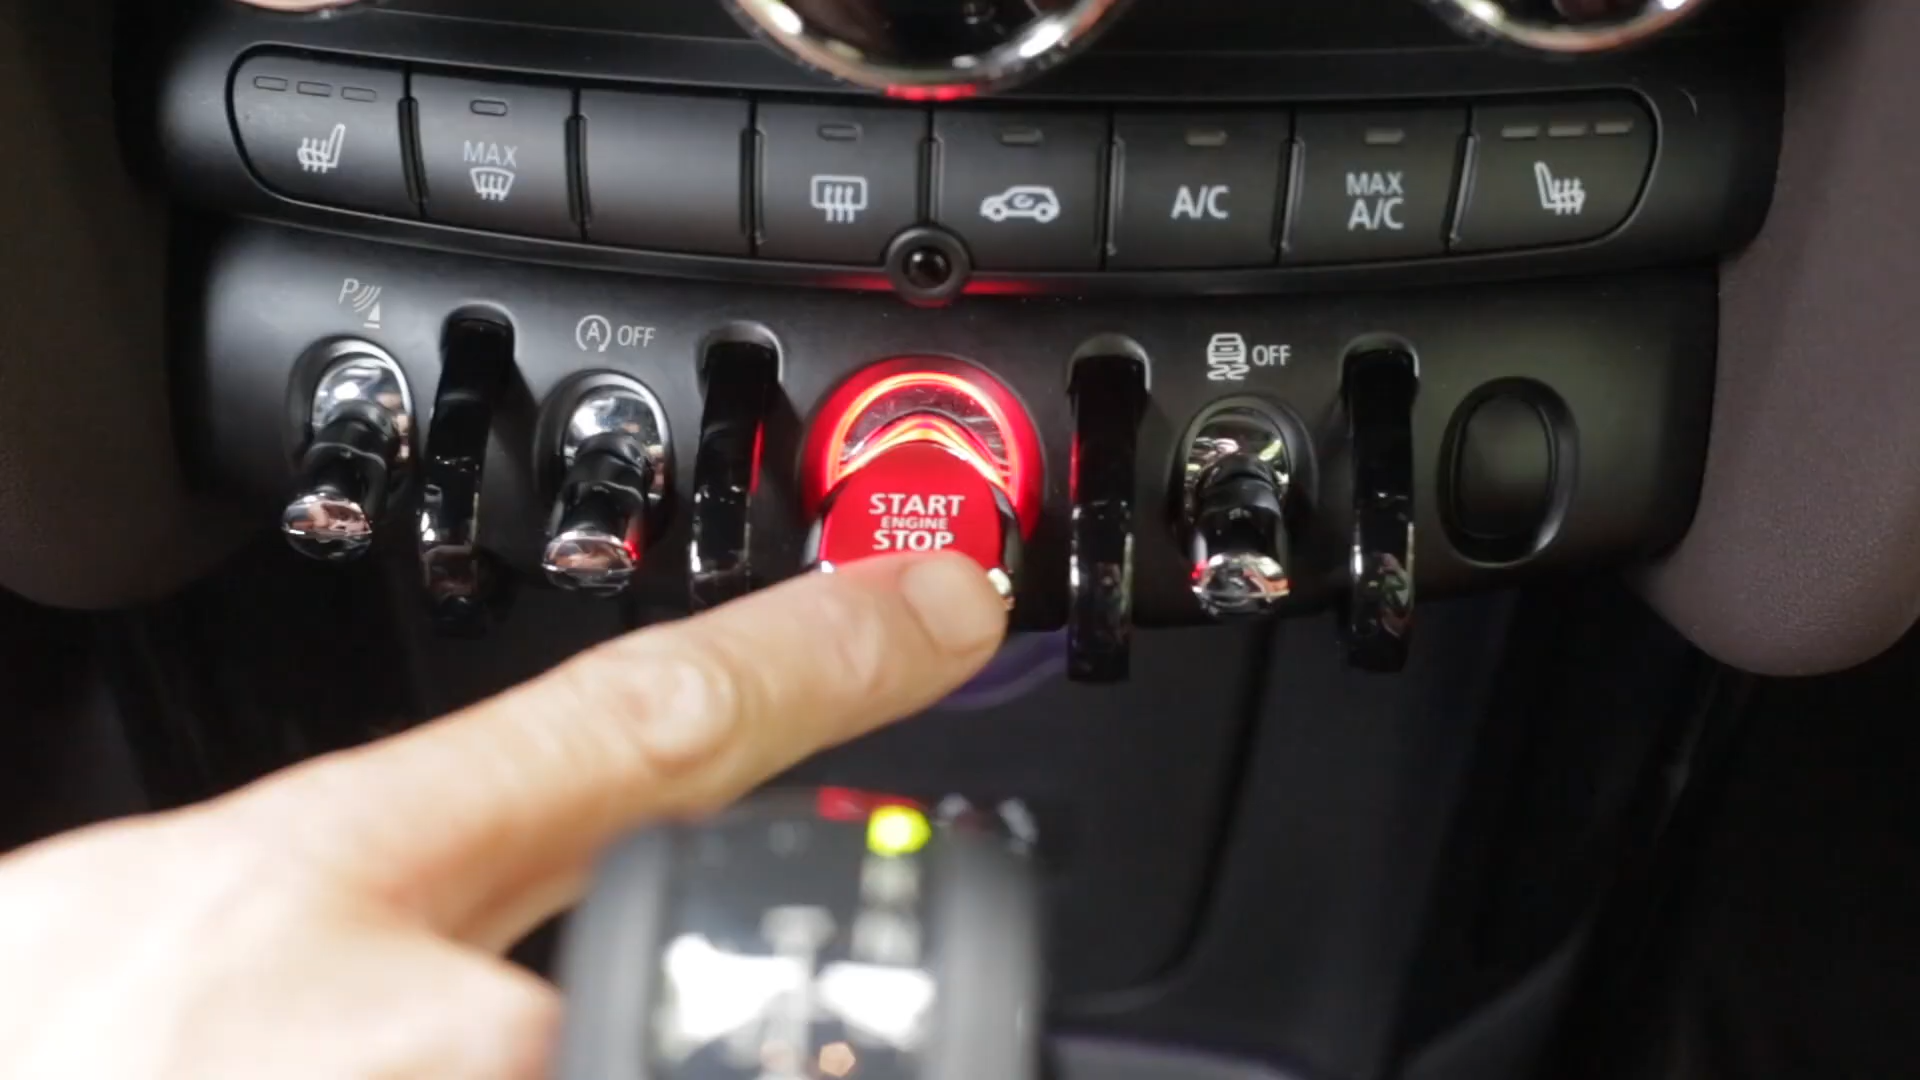 MAX
A/C
MAX
A/C
P
A OFF
OFF
START
ENGINE
STOP